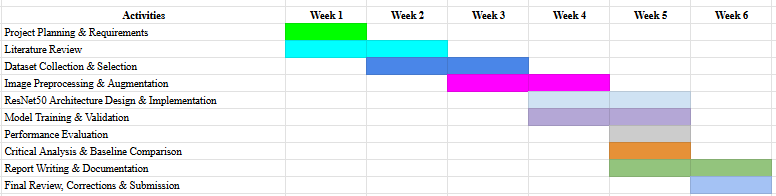 Activities Week 1 Week 2 Week 3 Week 4 Week 5 Week 6
Project Planning & Requirements
Literature Review
Dataset Collection & Selection
Image Preprocessing & Augmentation
ResNet50 Architecture Design & Implementation
Model Training & Validation
Performance Evaluation
Critical Analysis & Baseline Comparison
Report Writing & Documentation
Final Review, Corrections & Submission